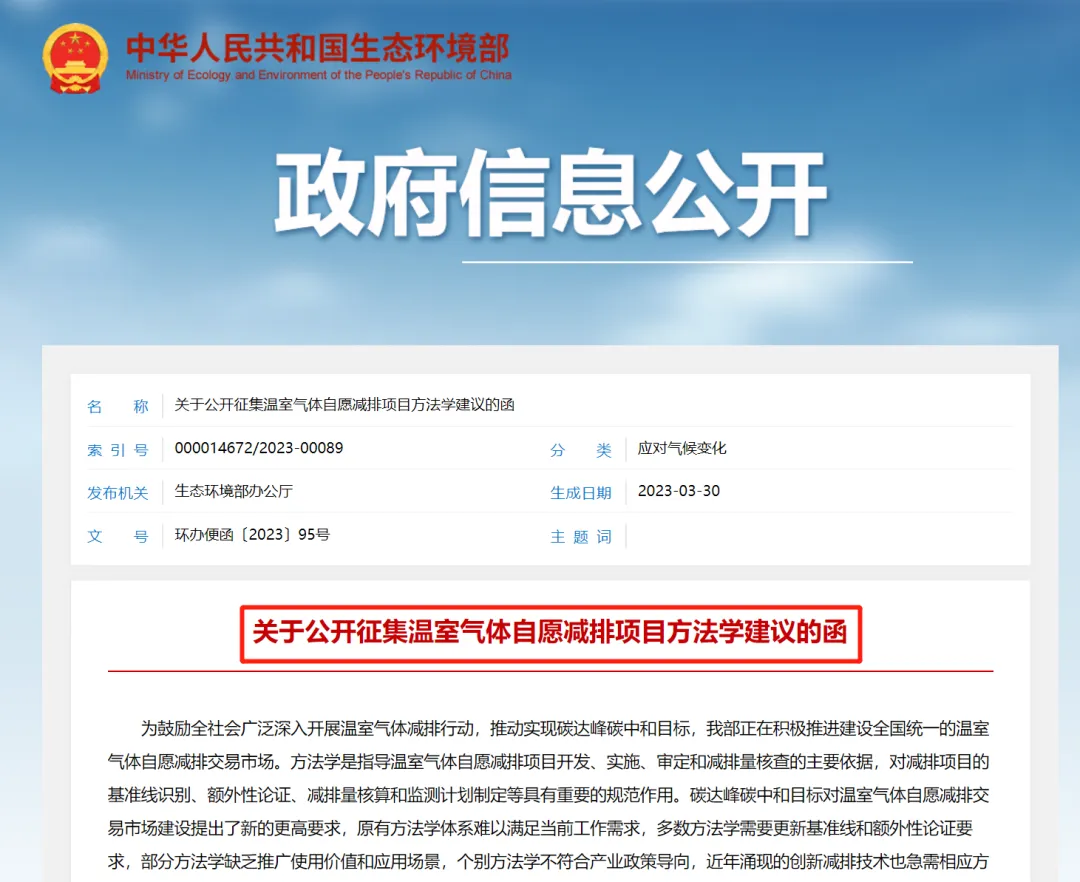 中华人民共和国生态环境部
Ministry of Ecology and Environment of the People's Republic of China
政府信息公开
名 称 关于公开征集温室气体自愿减排项目方法学建议的函
索 引 号 000014672/2023-00089 分 类 应对气候变化
发布机关 生态环境部办公厅 生成日期 2023-03-30
文 号 环办便函〔2023〕95号 主 题 词
关于公开征集温室气体自愿减排项目方法学建议的函
为鼓励全社会广泛深入开展温室气体减排行动，推动实现碳达峰碳中和目标，我部正在积极推进建设全国统一的温室
气体自愿减排交易市场。方法学是指导温室气体自愿减排项目开发、实施、审定和减排量核查的主要依据，对减排项目的
基准线识别、额外性论证、减排量核算和监测计划制定等具有重要的规范作用。碳达峰碳中和目标对温室气体自愿减排交
易市场建设提出了新的更高要求，原有方法学体系难以满足当前工作需求，多数方法学需要更新基准线和额外性论证要
求，部分方法学缺乏推广使用价值和应用场景，个别方法学不符合产业政策导向，近年涌现的创新减排技术也急需相应方